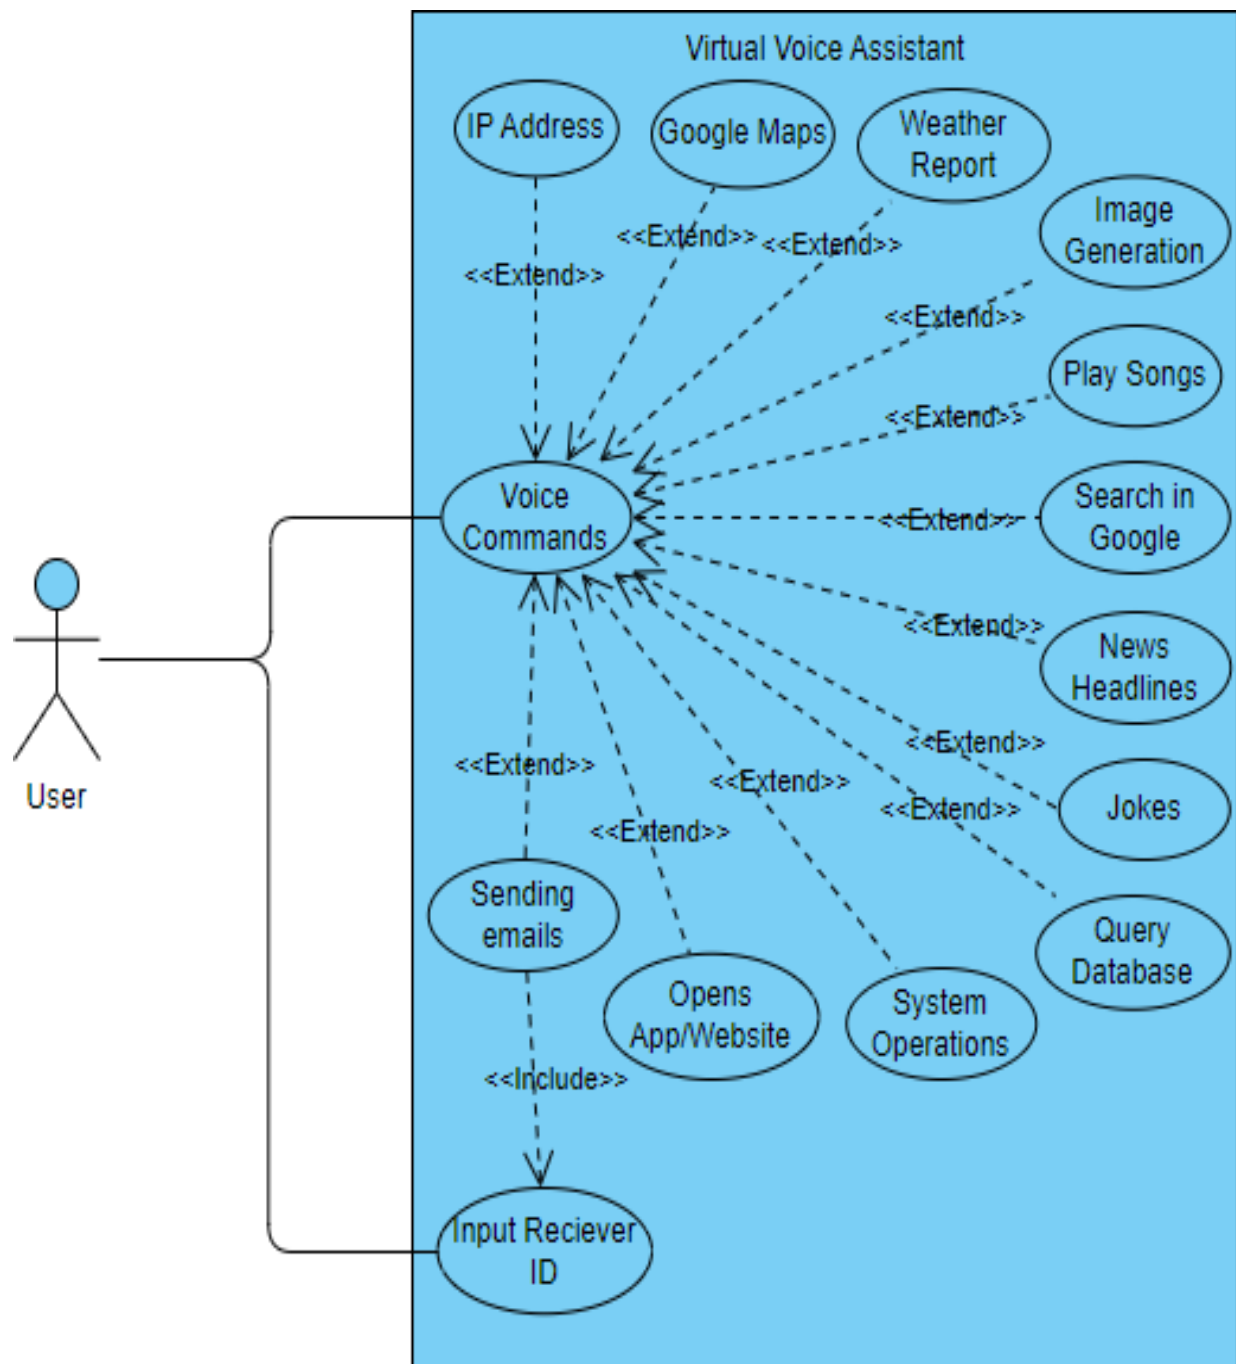 Virtual Voice Assistant
IP Address
Google Maps
Weather
Report
Image
Generation
<<Extend>>
<<Extend>>
<<Extend>>
<<Extend>>
Play Songs
<<Extend>>
Voice
Commands
Search in
Google
<<Extend>>
News
Headlines
<<Extend>>
User
<<Extend>>
<<Extend>>
<<Extend>>
<<Extend>>
<<Extend>>
Jokes
Sending
emails
Query
Database
Opens
App/Website
System
Operations
<<Include>>
Input Reciever
ID